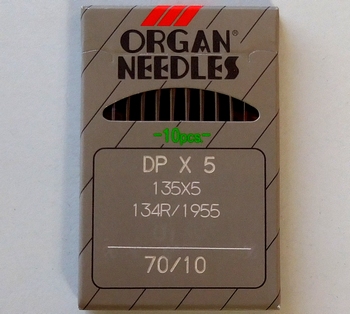 ORGAN®
NEEDLES
-10pcs.-
DP X 5
135X5
134R/1955
70/10